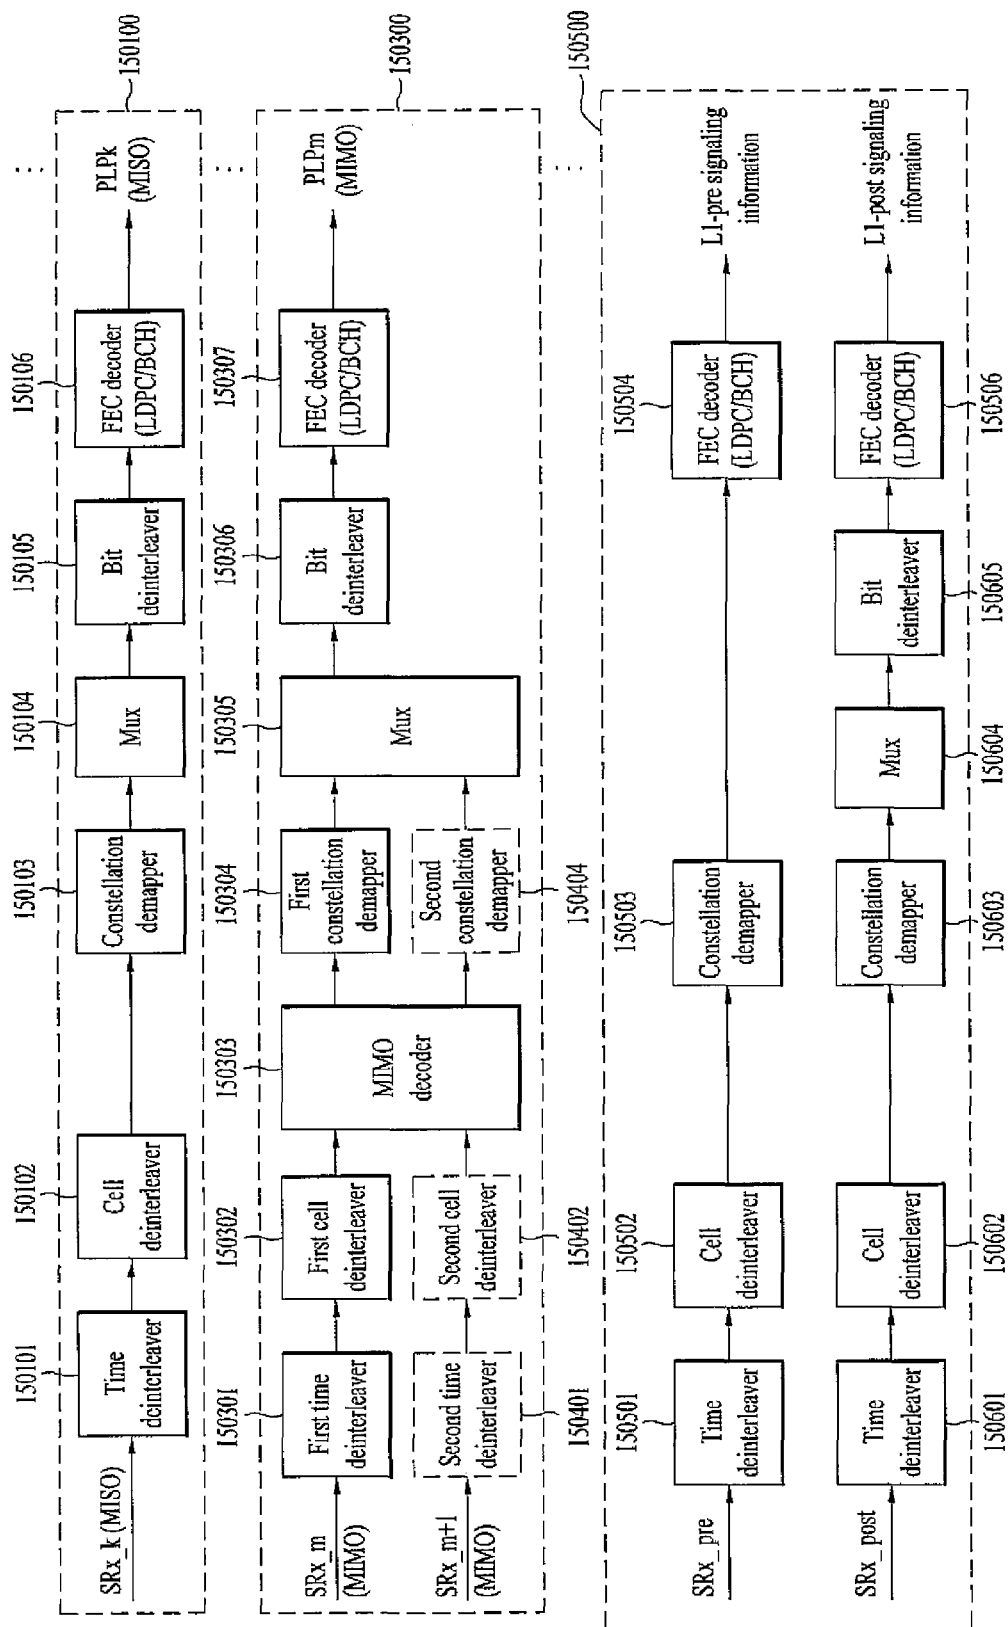 SRx_k (MISO)
150101
Time
deinterleaver
150102
Cell
deinterleaver
150103
Constellation
demapper
150104
Mux
150105
Bit
deinterleaver
150106
FEC decoder
(LDPC/BCH)
PLPk
(MISO)
150100
SRx_m
(MIMO)
150301
First time
deinterleaver
150302
First cell
deinterleaver
SRx_m+1
(MIMO)
Second time
deinterleaver
150401
Second cell
deinterleaver
150402
150303
MIMO
decoder
150304
First
constellation
demapper
Second
constellation
demapper
150404
150305
Mux
150306
Bit
deinterleaver
150307
FEC decoder
(LDPC/BCH)
PLPm
(MIMO)
150300
SRx_pre
150501
Time
deinterleaver
150502
Cell
deinterleaver
150503
Constellation
demapper
150504
FEC decoder
(LDPC/BCH)
L1-pre signaling
information
150500
SRx_post
Time
deinterleaver
150601
Cell
deinterleaver
150602
Constellation
demapper
150603
Mux
150604
Bit
deinterleaver
150605
FEC decoder
(LDPC/BCH)
150506
L1-post signaling
information